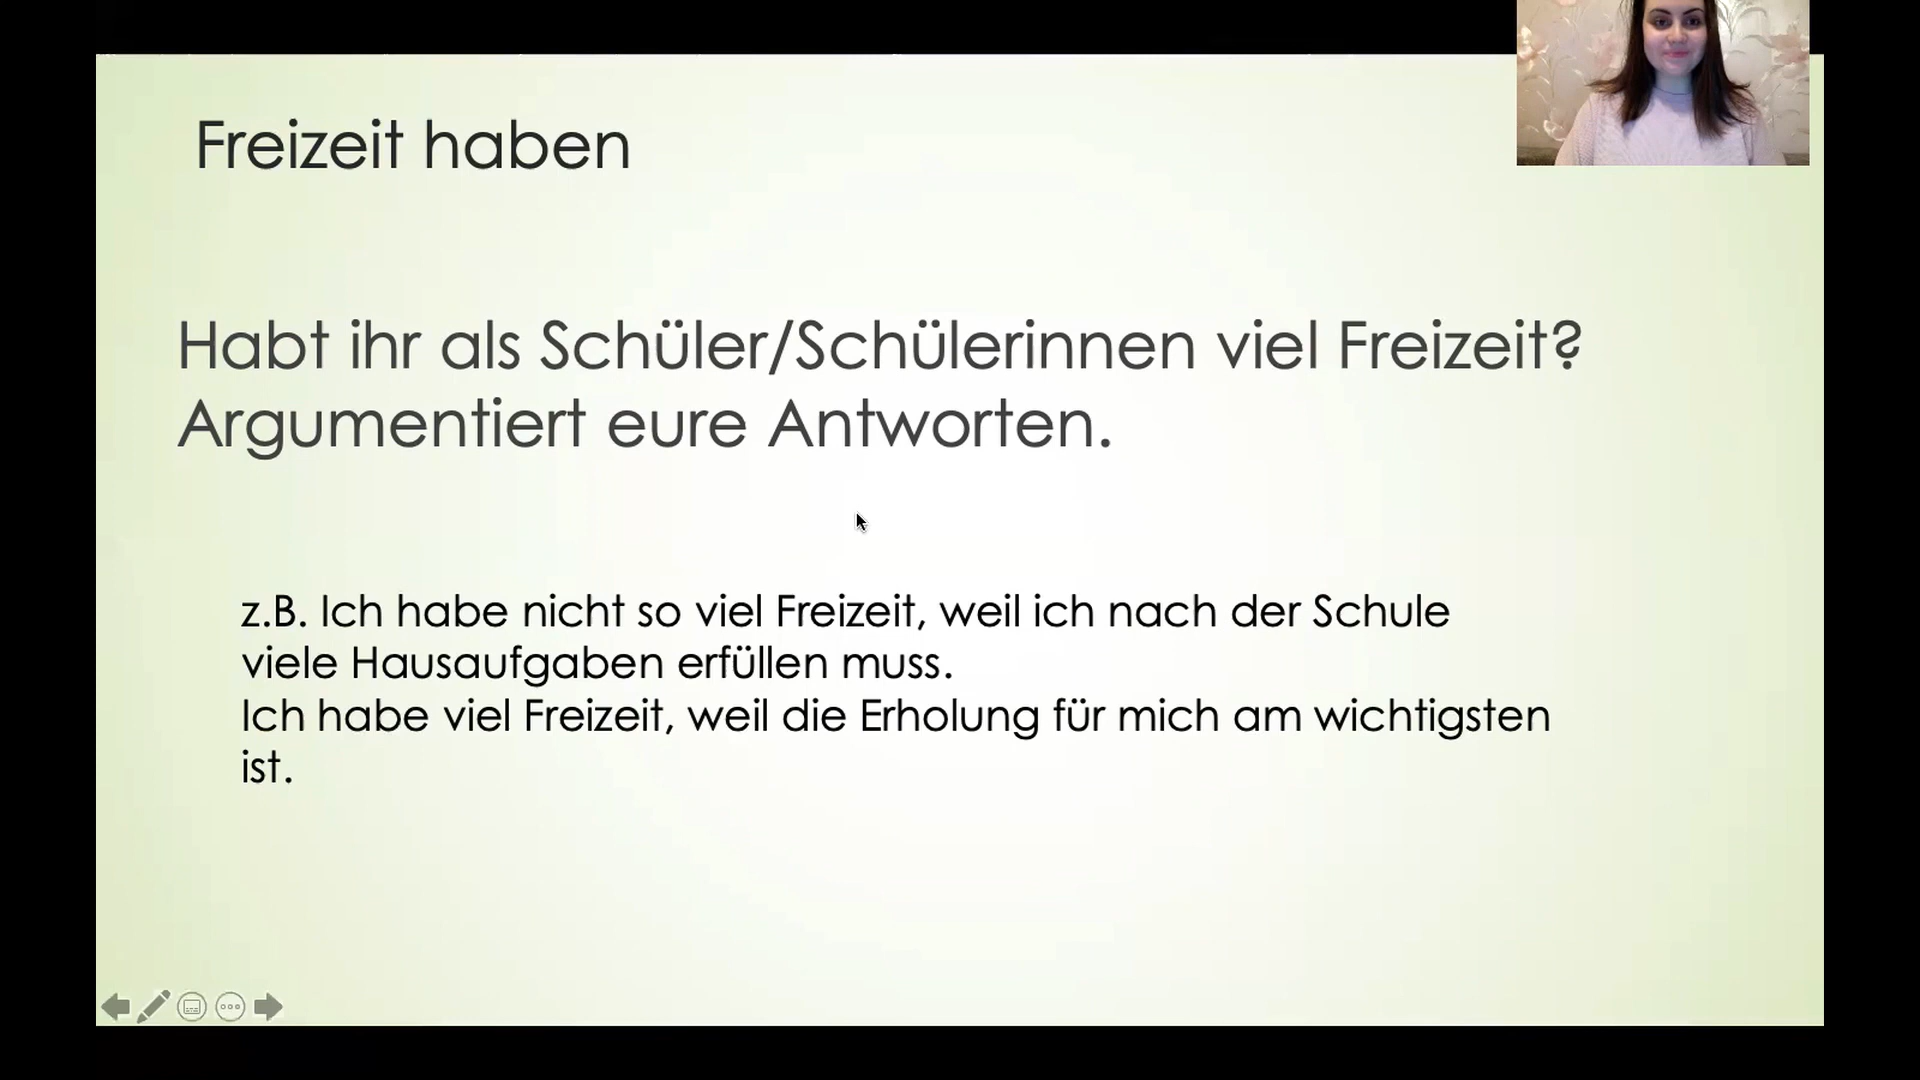 Freizeit haben
Habt ihr als Schüler/Schülerinnen viel Freizeit?
Argumentiert eure Antworten.
z.B. Ich habe nicht so viel Freizeit, weil ich nach der Schule
viele Hausaufgaben erfüllen muss.
Ich habe viel Freizeit, weil die Erholung für mich am wichtigsten
ist.